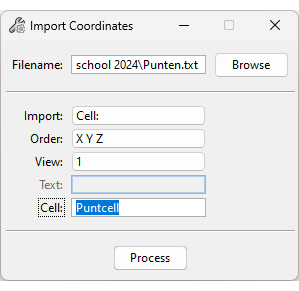 Import Coordinates
Filename: school 2024\Punten.txt Browse
Import: Cell:
Order: X Y Z
View: 1
Text:
Cell: Puntcell
Process